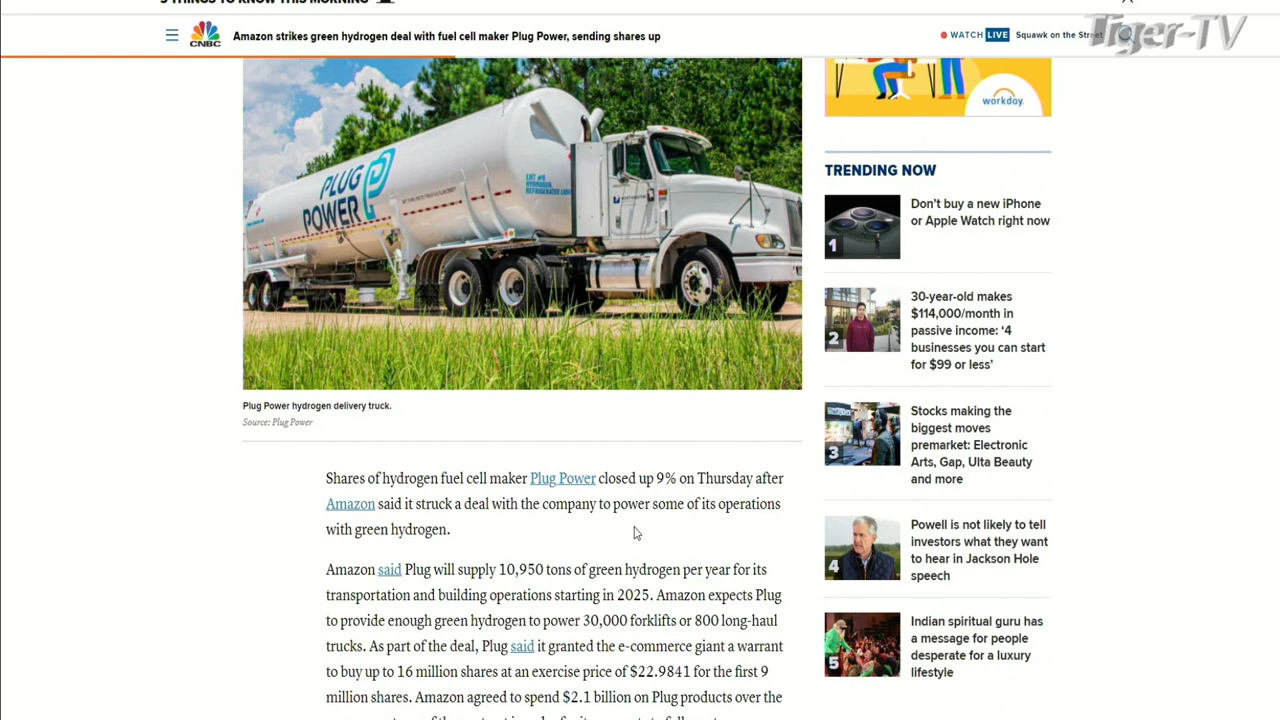 5 THINGS TO KNOW THIS MORNING
CNBC
Amazon strikes green hydrogen deal with fuel cell maker Plug Power, sending shares up
WATCH LIVE Squawk on the Street
Tiger-TV
PLUG
POWER
workday.
Plug Power hydrogen delivery truck.
Source: Plug Power
Shares of hydrogen fuel cell maker Plug Power closed up 9% on Thursday after
Amazon said it struck a deal with the company to power some of its operations
with green hydrogen.
Amazon said Plug will supply 10,950 tons of green hydrogen per year for its
transportation and building operations starting in 2025. Amazon expects Plug
to provide enough green hydrogen to power 30,000 forklifts or 800 long-haul
trucks. As part of the deal, Plug said it granted the e-commerce giant a warrant
to buy up to 16 million shares at an exercise price of $22.9841 for the first 9
million shares. Amazon agreed to spend $2.1 billion on Plug products over the
TRENDING NOW
1
Don't buy a new iPhone
or Apple Watch right now
2
30-year-old makes
$114,000/month in
passive income: ‘4
businesses you can start
for $99 or less’
3
Stocks making the
biggest moves
premarket: Electronic
Arts, Gap, Ulta Beauty
and more
4
Powell is not likely to tell
investors what they want
to hear in Jackson Hole
speech
5
Indian spiritual guru has
a message for people
desperate for a luxury
lifestyle